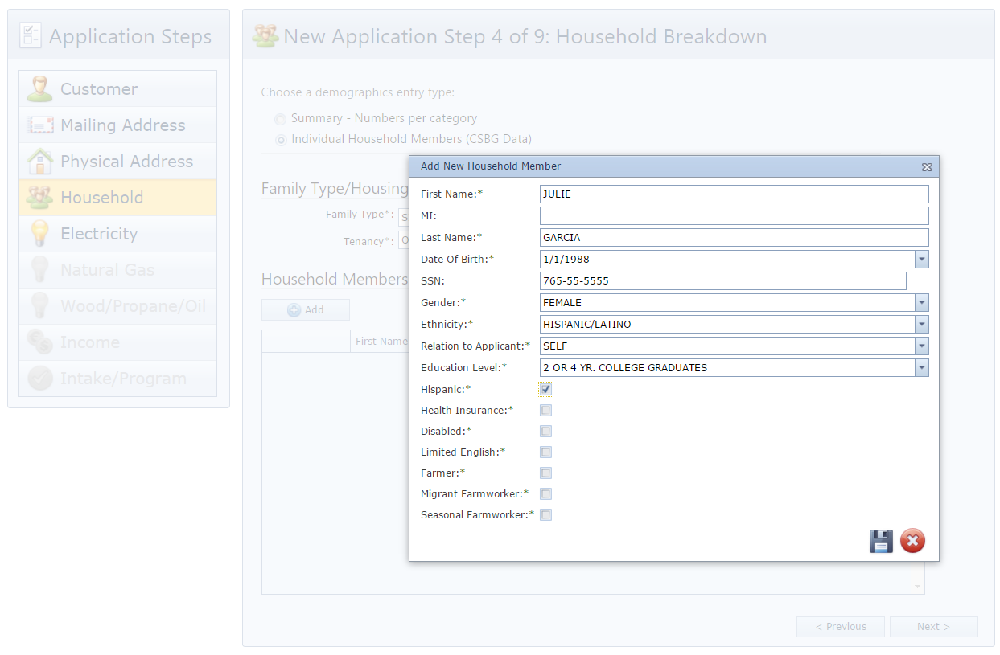 Application Steps
Customer
Mailing Address
Physical Address
Household
Electricity
Natural Gas
Wood/Propane/Oil
Income
Intake/Program
New Application Step 4 of 9: Household Breakdown
Choose a demographics entry type:
Summary - Numbers per category
Individual Household Members (CSBG Data)
Family Type/Housing
Family Type*: S
Tenancy*: O
Household Members
Add
First Name
Add New Household Member
First Name:* JULIE
MI:
Last Name:* GARCIA
Date Of Birth:* 1/1/1988
SSN: 765-55-5555
Gender:* FEMALE
Ethnicity:* HISPANIC/LATINO
Relation to Applicant:* SELF
Education Level:* 2 OR 4 YR. COLLEGE GRADUATES
Hispanic:*
Health Insurance:*
Disabled:*
Limited English:*
Farmer:*
Migrant Farmworker:*
Seasonal Farmworker:*
< Previous
Next >